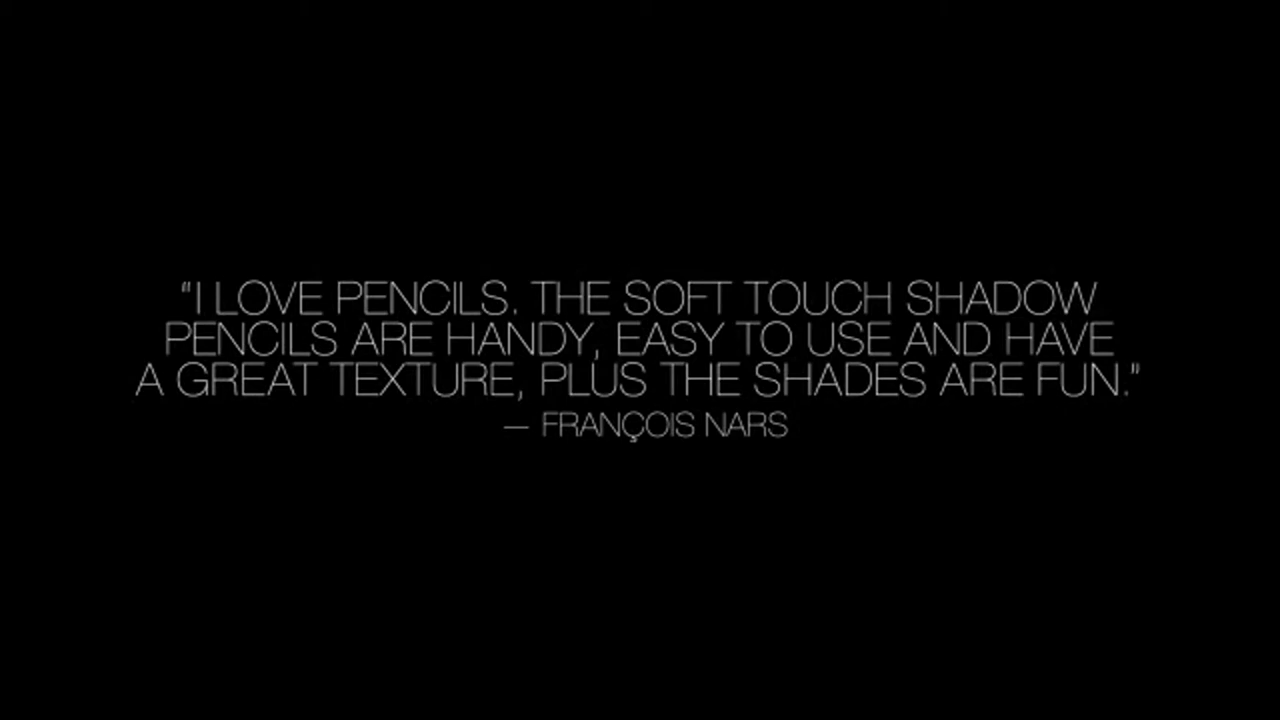 “I LOVE PENCILS. THE SOFT TOUCH SHADOW
PENCILS ARE HANDY, EASY TO USE AND HAVE
A GREAT TEXTURE, PLUS THE SHADES ARE FUN.”
— FRANÇOIS NARS